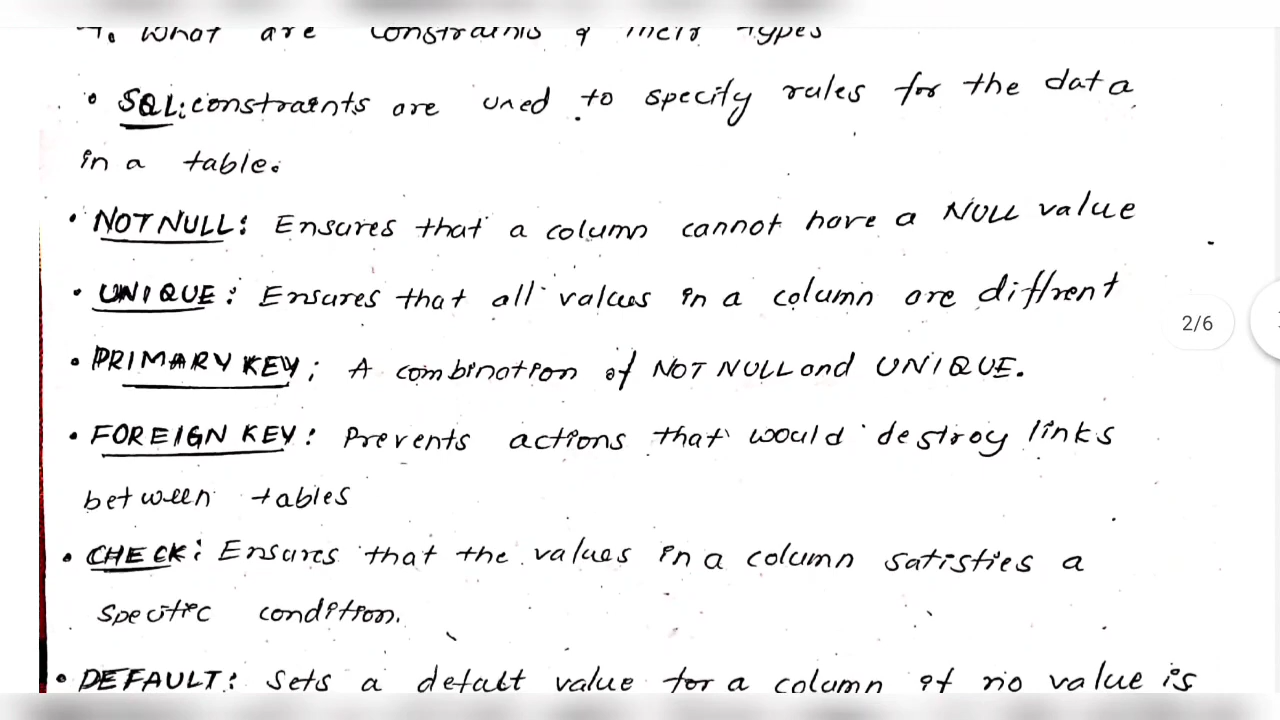 7. What are constraints & their types
• SQL: constraints are used to specify rules for the data
in a table.
• NOT NULL: Ensures that a column cannot have a NULL value
• UNIQUE: Ensures that all values in a column are diffrent
2/6
• PRIMARY KEY: A combination of NOT NULL and UNIQUE.
• FOREIGN KEY: Prevents actions that would destroy links
between tables
• CHECK: Ensures that the values in a column satisfies a
specific condition.
• DEFAULT: Sets a default value for a column if no value is